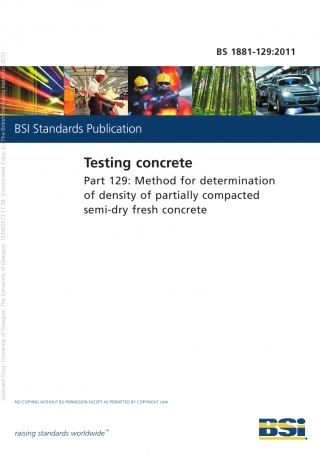 BS 1881-129:2011
BSI Standards Publication
Testing concrete
Part 129: Method for determination
of density of partially compacted
semi-dry fresh concrete
NO COPYING WITHOUT BSI PERMISSION EXCEPT AS PERMITTED BY COPYRIGHT LAW
raising standards worldwide™
BSi
Licensed Copy: University of Glasgow, The University of Glasgow, 13/09/2013 17:39, Uncontrolled Copy, (c) The British Standards Institution 2013